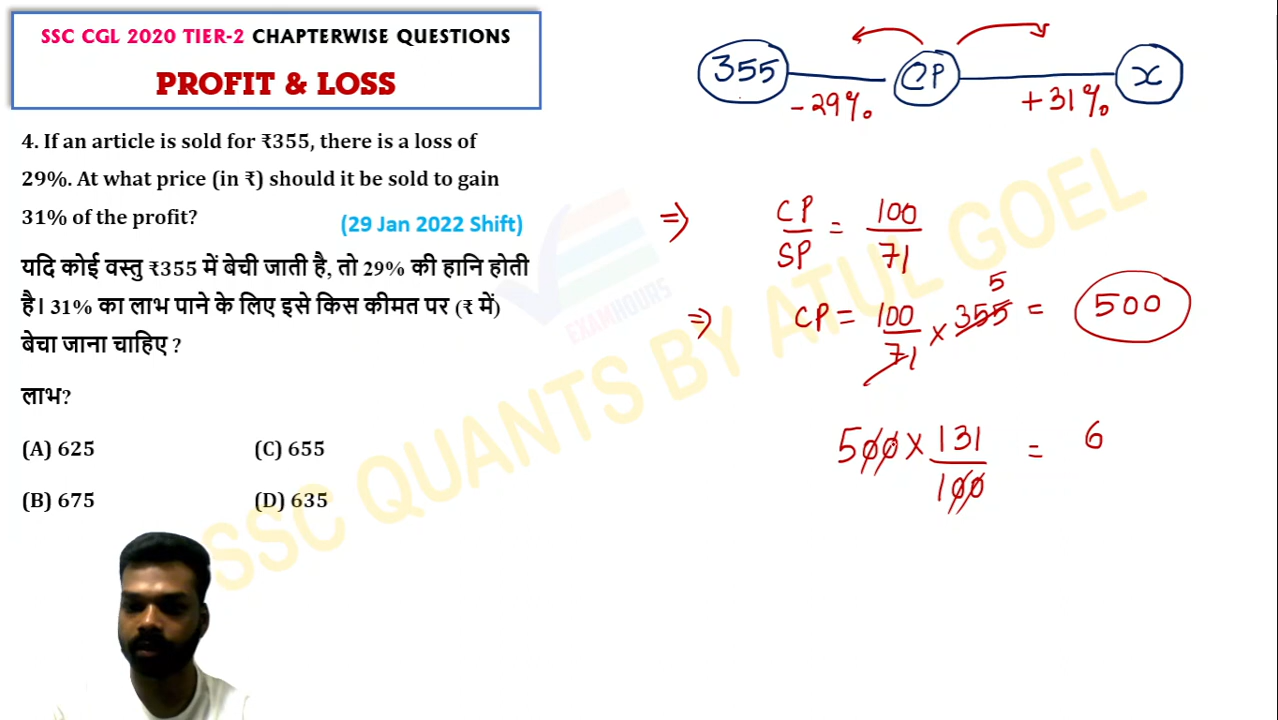 SSC CGL 2020 TIER-2 CHAPTERWISE QUESTIONS
PROFIT & LOSS
4. If an article is sold for ₹355, there is a loss of
29%. At what price (in ₹) should it be sold to gain
31% of the profit?
(29 Jan 2022 Shift)
यदि कोई वस्तु ₹355 में बेची जाती है, तो 29% की हानि होती
है। 31% का लाभ पाने के लिए इसे किस कीमत पर (₹ में)
बेचा जाना चाहिए ?
लाभ?
(A) 625 (C) 655
(B) 675 (D) 635
355 CP x
-29% +31%
⇒ CP/SP = 100/71
⇒ CP = 100/71 × 355 5 = 500
500 × 131/100 = 6
SSC QUANTS BY ATUL GOEL
EXAMHOURS